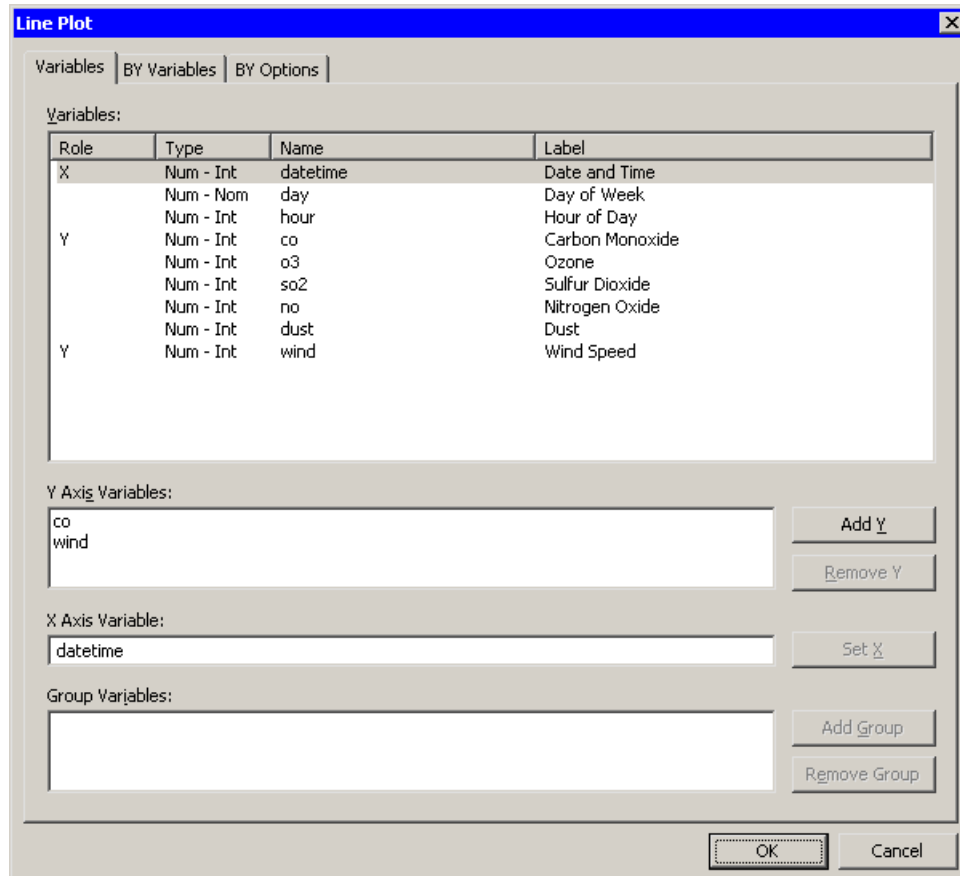 Line Plot
Variables BY Variables BY Options
Variables:
Role Type Name Label
X Num - Int datetime Date and Time
Num - Nom day Day of Week
Num - Int hour Hour of Day
Y Num - Int co Carbon Monoxide
Num - Int o3 Ozone
Num - Int so2 Sulfur Dioxide
Num - Int no Nitrogen Oxide
Num - Int dust Dust
Y Num - Int wind Wind Speed
Y Axis Variables:
co
wind
Add Y
Remove Y
X Axis Variable:
datetime
Set X
Group Variables:
Add Group
Remove Group
OK Cancel